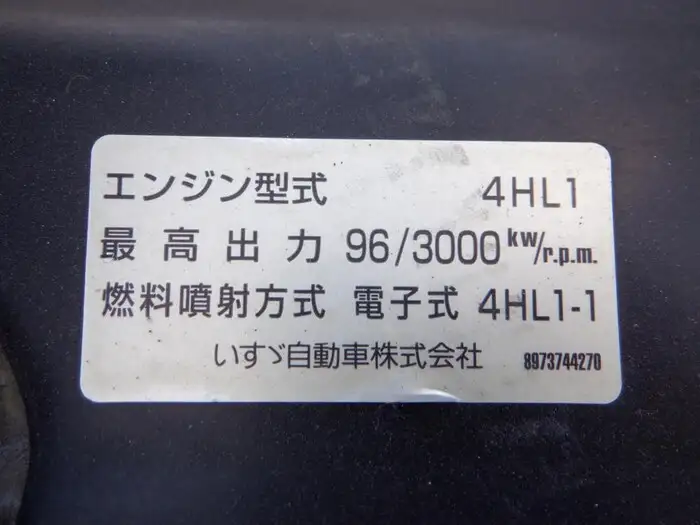 エンジン型式 4HL1
最高出力 96/3000 kw/r.p.m.
燃料噴射方式 電子式 4HL1-1
いすゞ自動車株式会社 8973744270